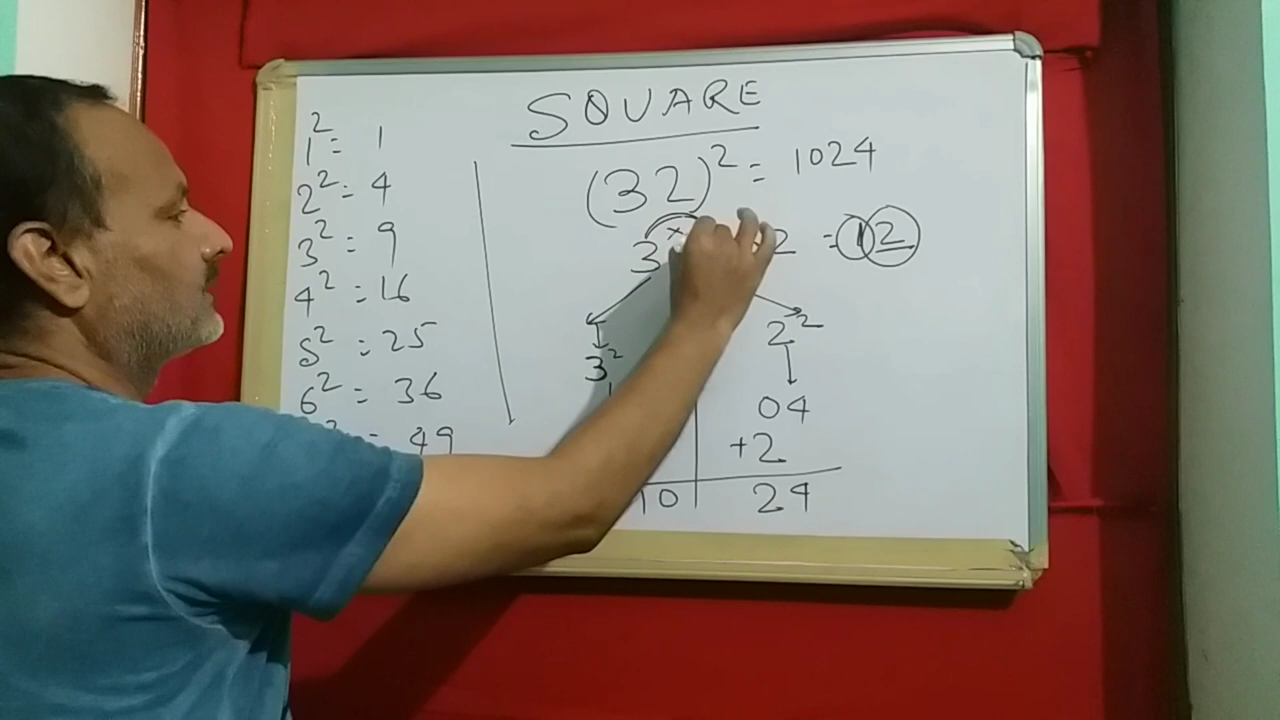 SQUARE
1² = 1
2² = 4
3² = 9
4² = 16
5² = 25
6² = 36
² = 49
(32)² = 1024
3 × 2 = 12
3² 2²
04
+2
10 24